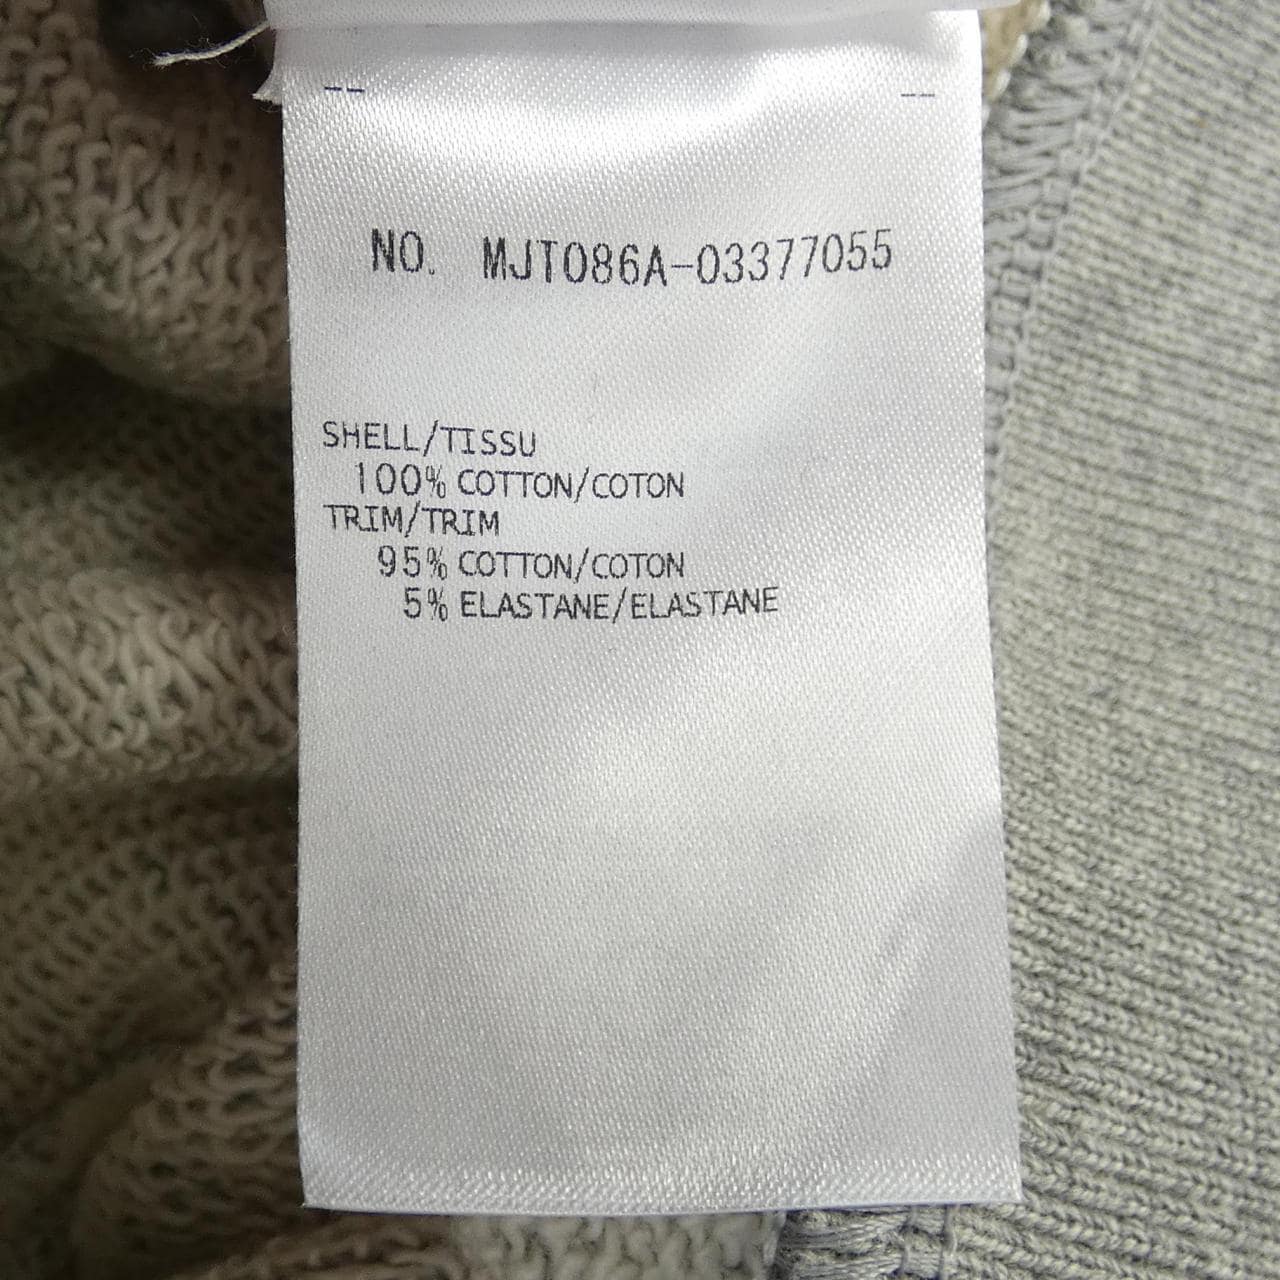 NO. MJT086A-03377055
SHELL/TISSU
100% COTTON/COTON
TRIM/TRIM
95% COTTON/COTON
5% ELASTANE/ELASTANE